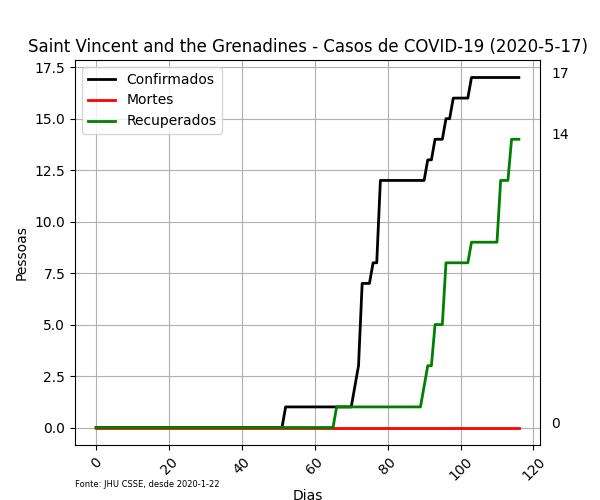 Saint Vincent and the Grenadines - Casos de COVID-19 (2020-5-17)
17.5
15.0
12.5
10.0
7.5
5.0
2.5
0.0
Pessoas
Confirmados
Mortes
Recuperados
17
14
0
0
20
40
60
80
100
120
Fonte: JHU CSSE, desde 2020-1-22
Dias